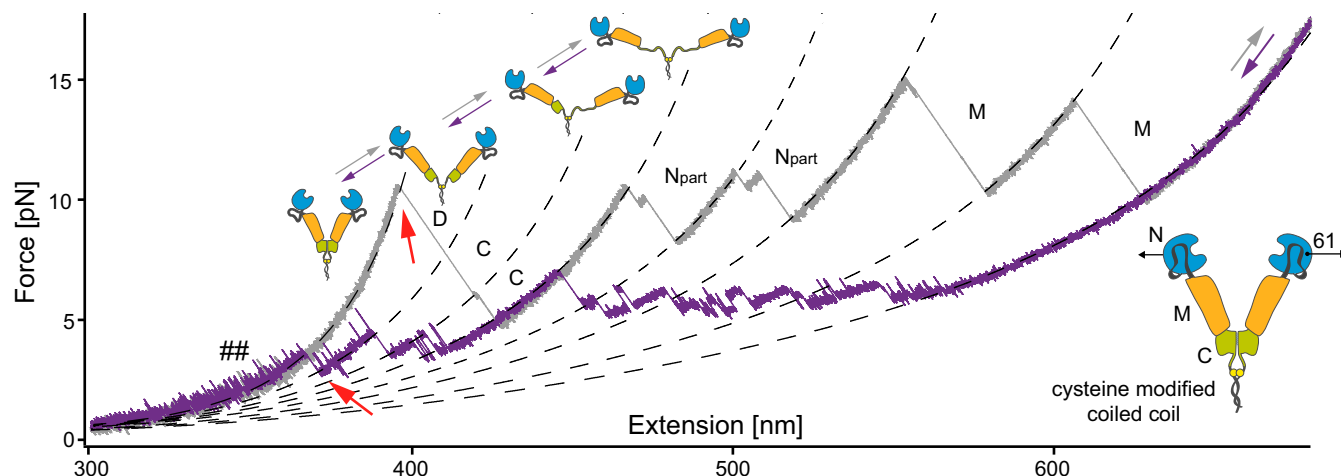 Force [pN]
15
10
5
0
##
D
C
C
Npart
Npart
M
M
N
61
M
C
cysteine modified
coiled coil
Extension [nm]
300
400
500
600